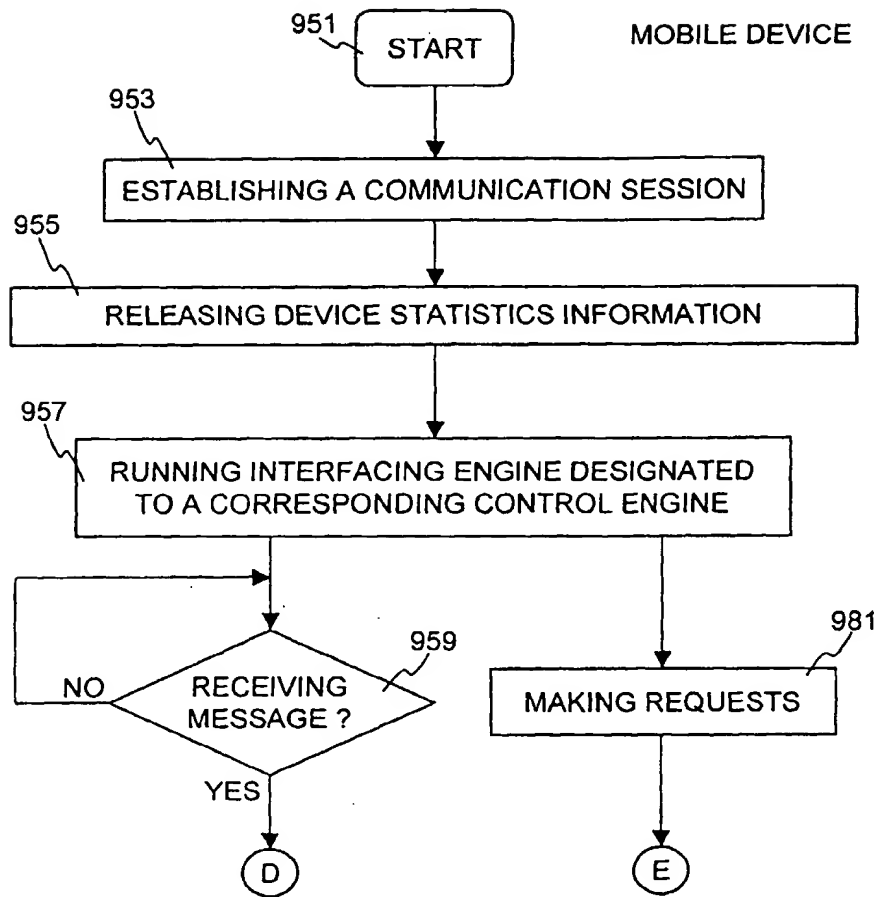 951
START
MOBILE DEVICE
953
ESTABLISHING A COMMUNICATION SESSION
955
RELEASING DEVICE STATISTICS INFORMATION
957
RUNNING INTERFACING ENGINE DESIGNATED
TO A CORRESPONDING CONTROL ENGINE
959
981
NO
RECEIVING
MESSAGE ?
MAKING REQUESTS
YES
D
E